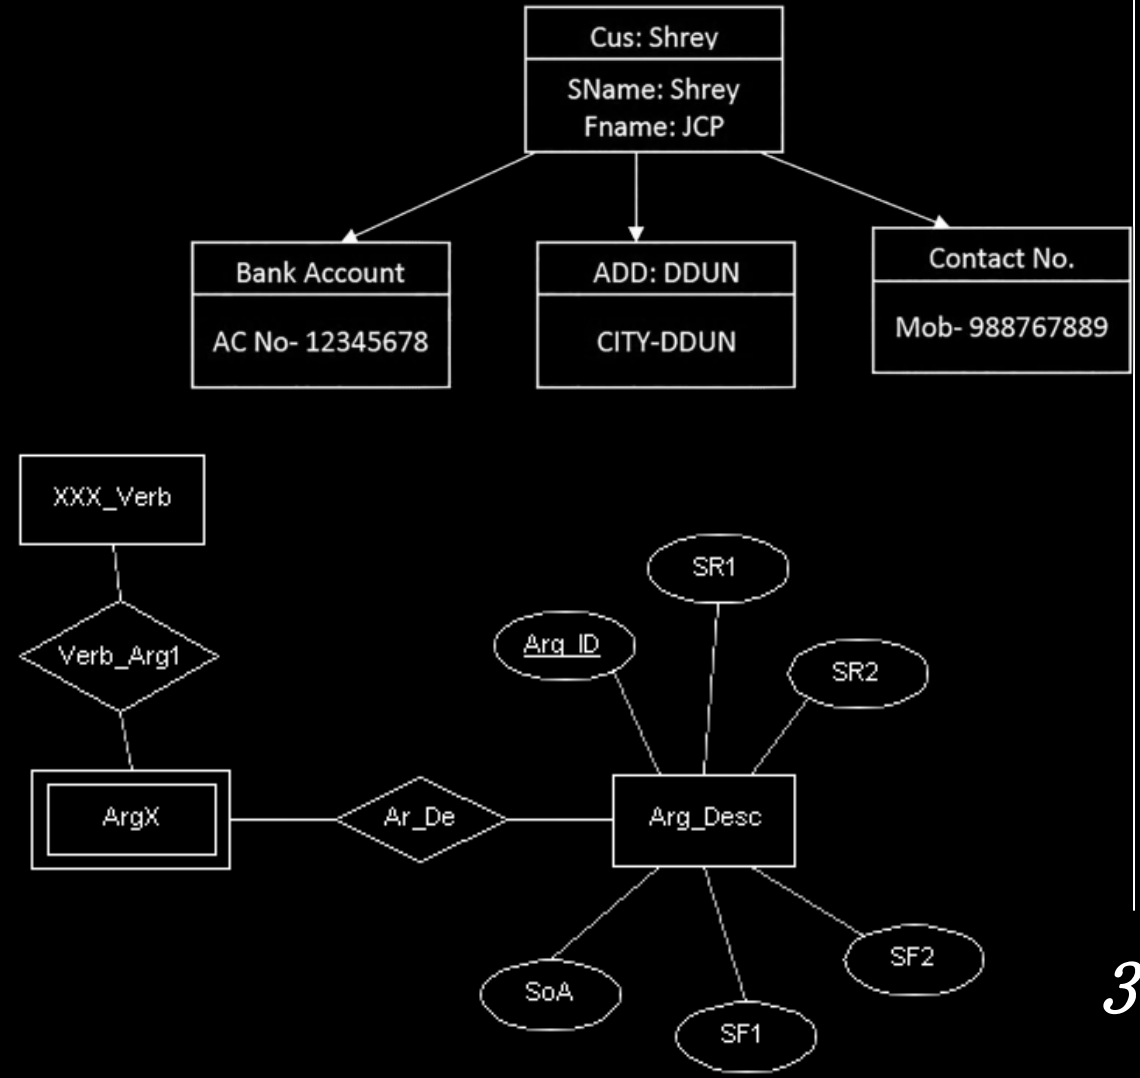 Cus: Shrey
SName: Shrey
Fname: JCP
Bank Account
AC No- 12345678
ADD: DDUN
CITY-DDUN
Contact No.
Mob- 988767889
XXX_Verb
Verb_Arg1
ArgX
Ar_De
Arg_Desc
Arg_ID
SR1
SR2
SoA
SF1
SF2
3